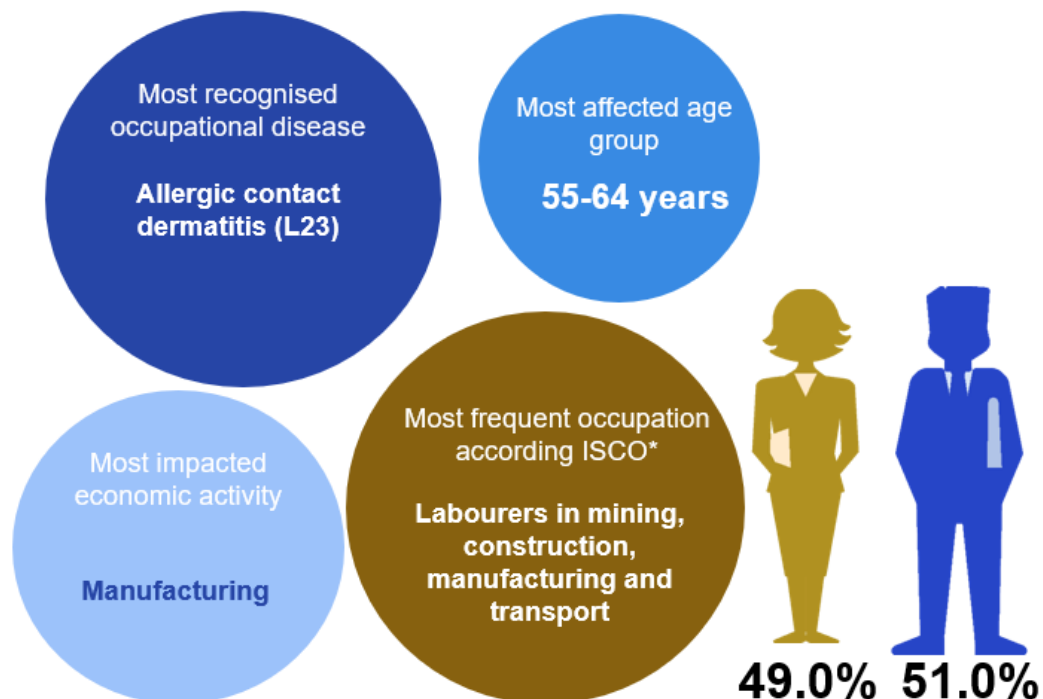 Most recognised
occupational disease
Allergic contact
dermatitis (L23)
Most affected age
group
55-64 years
Most impacted
economic activity
Manufacturing
Most frequent occupation
according ISCO*
Labourers in mining,
construction,
manufacturing and
transport
49.0% 51.0%